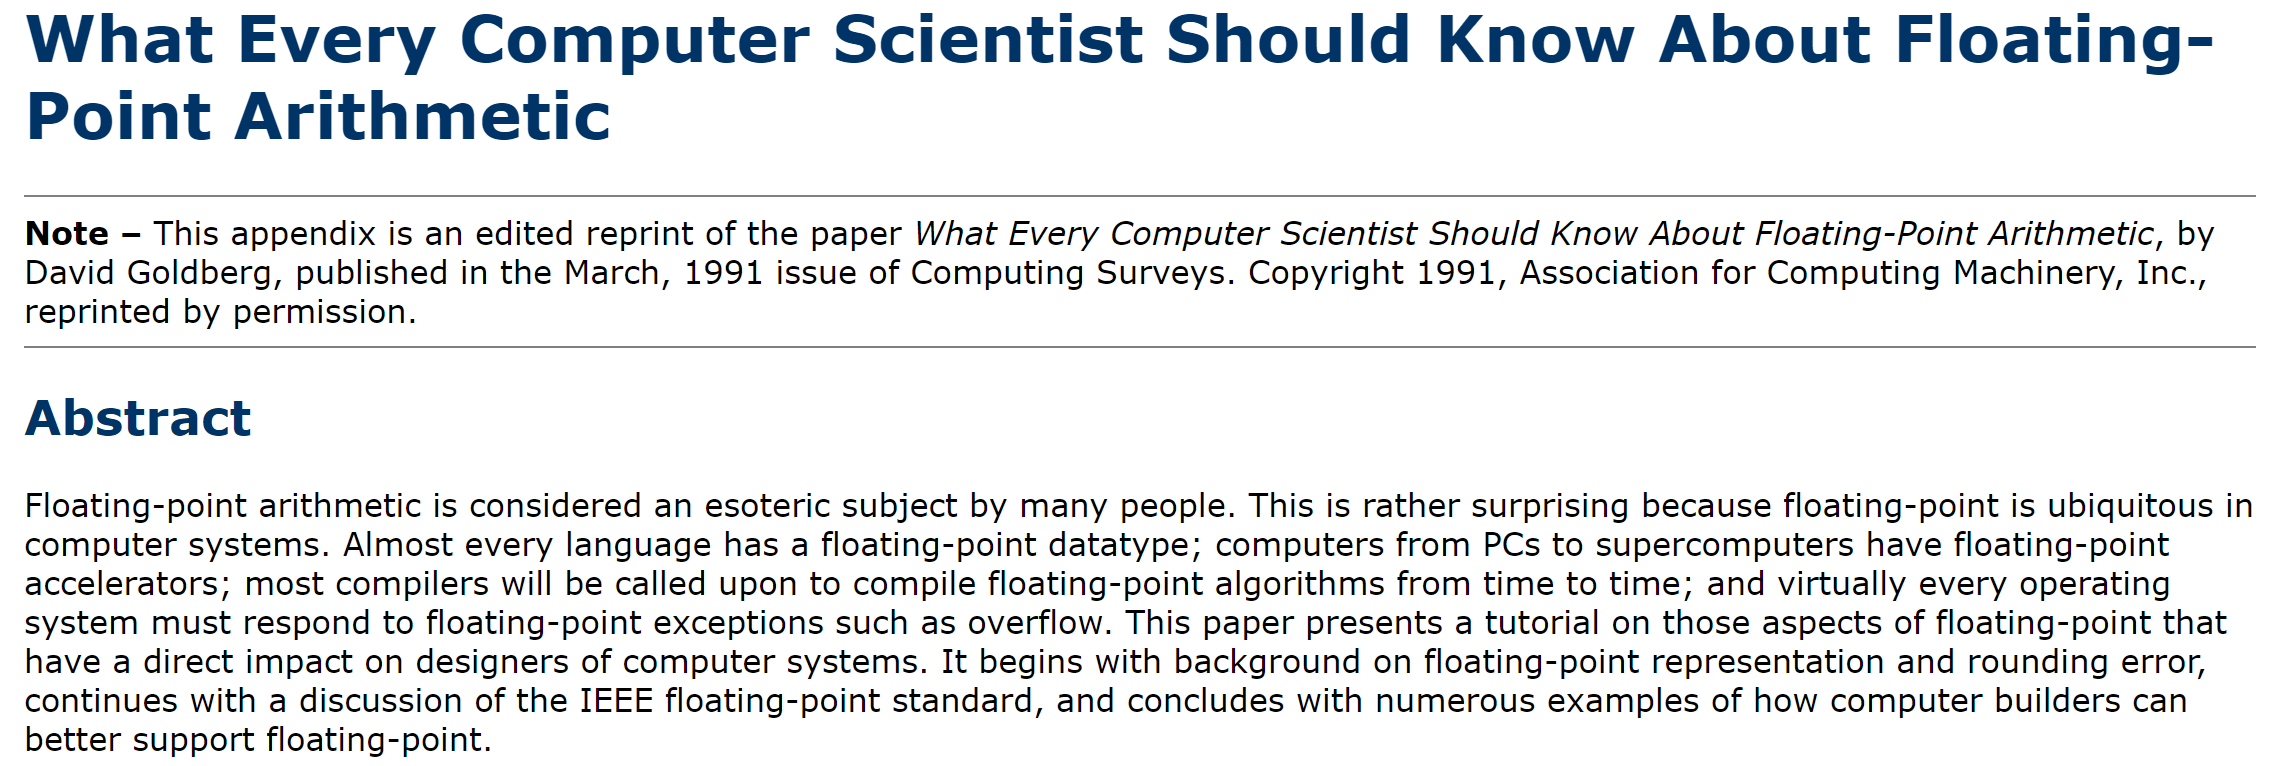 What Every Computer Scientist Should Know About Floating-
Point Arithmetic
Note – This appendix is an edited reprint of the paper What Every Computer Scientist Should Know About Floating-Point Arithmetic, by
David Goldberg, published in the March, 1991 issue of Computing Surveys. Copyright 1991, Association for Computing Machinery, Inc.,
reprinted by permission.
Abstract
Floating-point arithmetic is considered an esoteric subject by many people. This is rather surprising because floating-point is ubiquitous in
computer systems. Almost every language has a floating-point datatype; computers from PCs to supercomputers have floating-point
accelerators; most compilers will be called upon to compile floating-point algorithms from time to time; and virtually every operating
system must respond to floating-point exceptions such as overflow. This paper presents a tutorial on those aspects of floating-point that
have a direct impact on designers of computer systems. It begins with background on floating-point representation and rounding error,
continues with a discussion of the IEEE floating-point standard, and concludes with numerous examples of how computer builders can
better support floating-point.